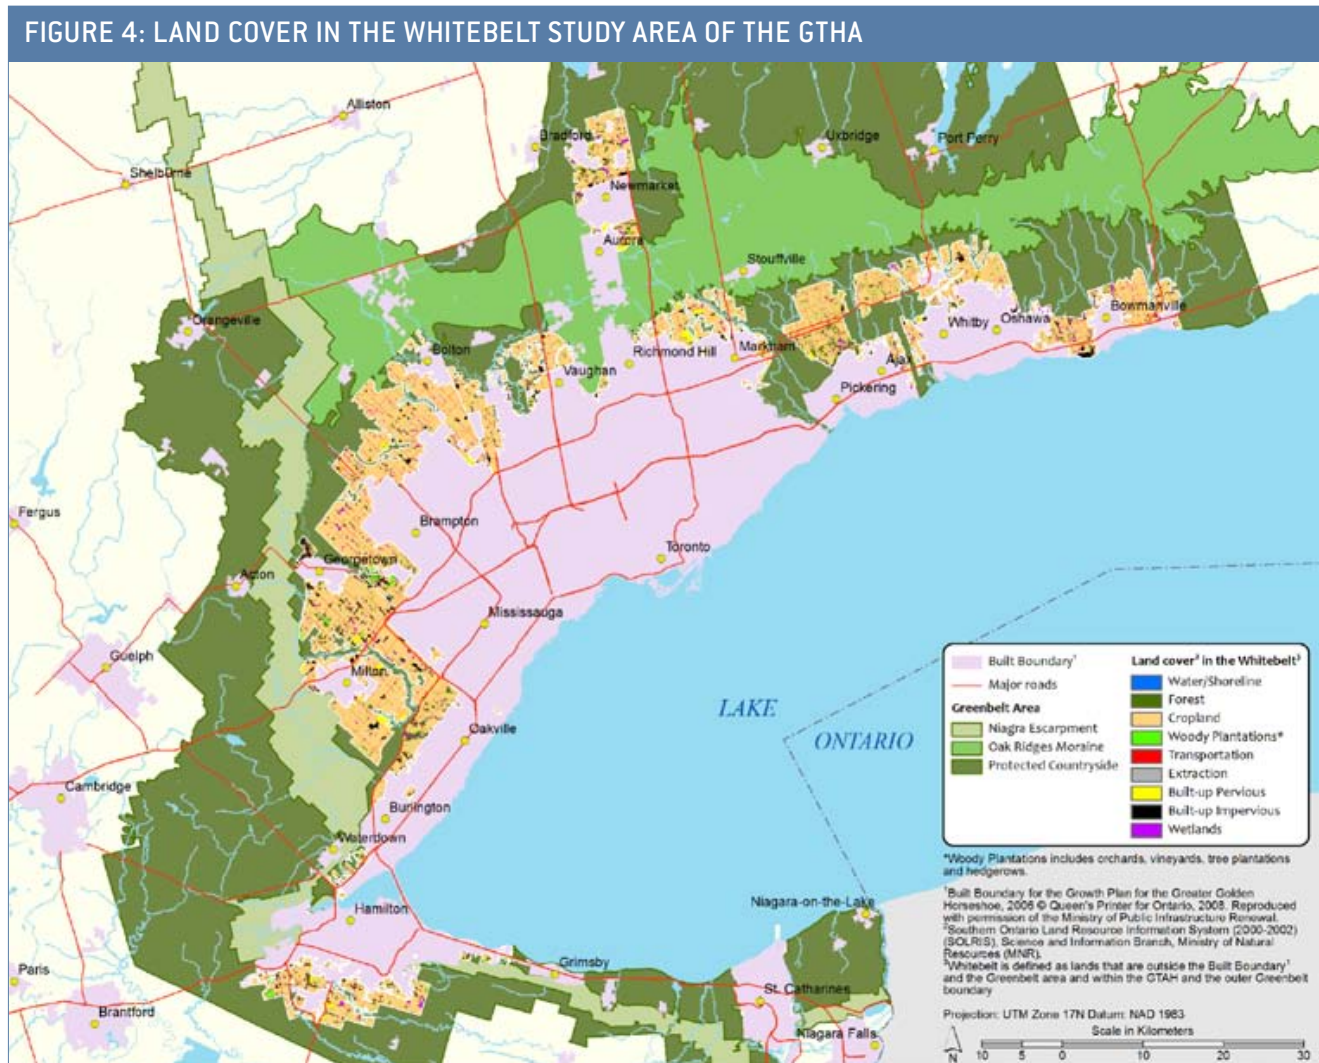 FIGURE 4: LAND COVER IN THE WHITEBELT STUDY AREA OF THE GTHA
Alliston
Bradford
Uxbridge
Port Perry
Shelburne
Newmarket
Aurora
Stouffville
Orangeville
Bowmanville
Whitby
Oshawa
Bolton
Richmond Hill
Markham
Vaughan
Ajax
Pickering
Fergus
Brampton
Toronto
Georgetown
Acton
Mississauga
Guelph
Milton
Oakville
LAKE
ONTARIO
Cambridge
Burlington
Waterdown
Hamilton
Niagara-on-the-Lake
Grimsby
Paris
St. Catharines
Brantford
Niagara Falls
Built Boundary¹
Major roads
Greenbelt Area
Niagra Escarpment
Oak Ridges Moraine
Protected Countryside
Land cover² in the Whitebelt³
Water/Shoreline
Forest
Cropland
Woody Plantations*
Transportation
Extraction
Built-up Pervious
Built-up Impervious
Wetlands
*Woody Plantations includes orchards, vineyards, tree plantations
and hedgerows.
¹Built Boundary for the Growth Plan for the Greater Golden
Horseshoe, 2006 © Queen's Printer for Ontario, 2008. Reproduced
with permission of the Ministry of Public Infrastructure Renewal.
²Southern Ontario Land Resource Information System (2000-2002)
(SOLRIS), Science and Information Branch, Ministry of Natural
Resources (MNR).
³Whitebelt is defined as lands that are outside the Built Boundary¹
and the Greenbelt area and within the GTAH and the outer Greenbelt
boundary
Projection: UTM Zone 17N Datum: NAD 1983
Scale in Kilometers
N
10 5 0 10 20 30